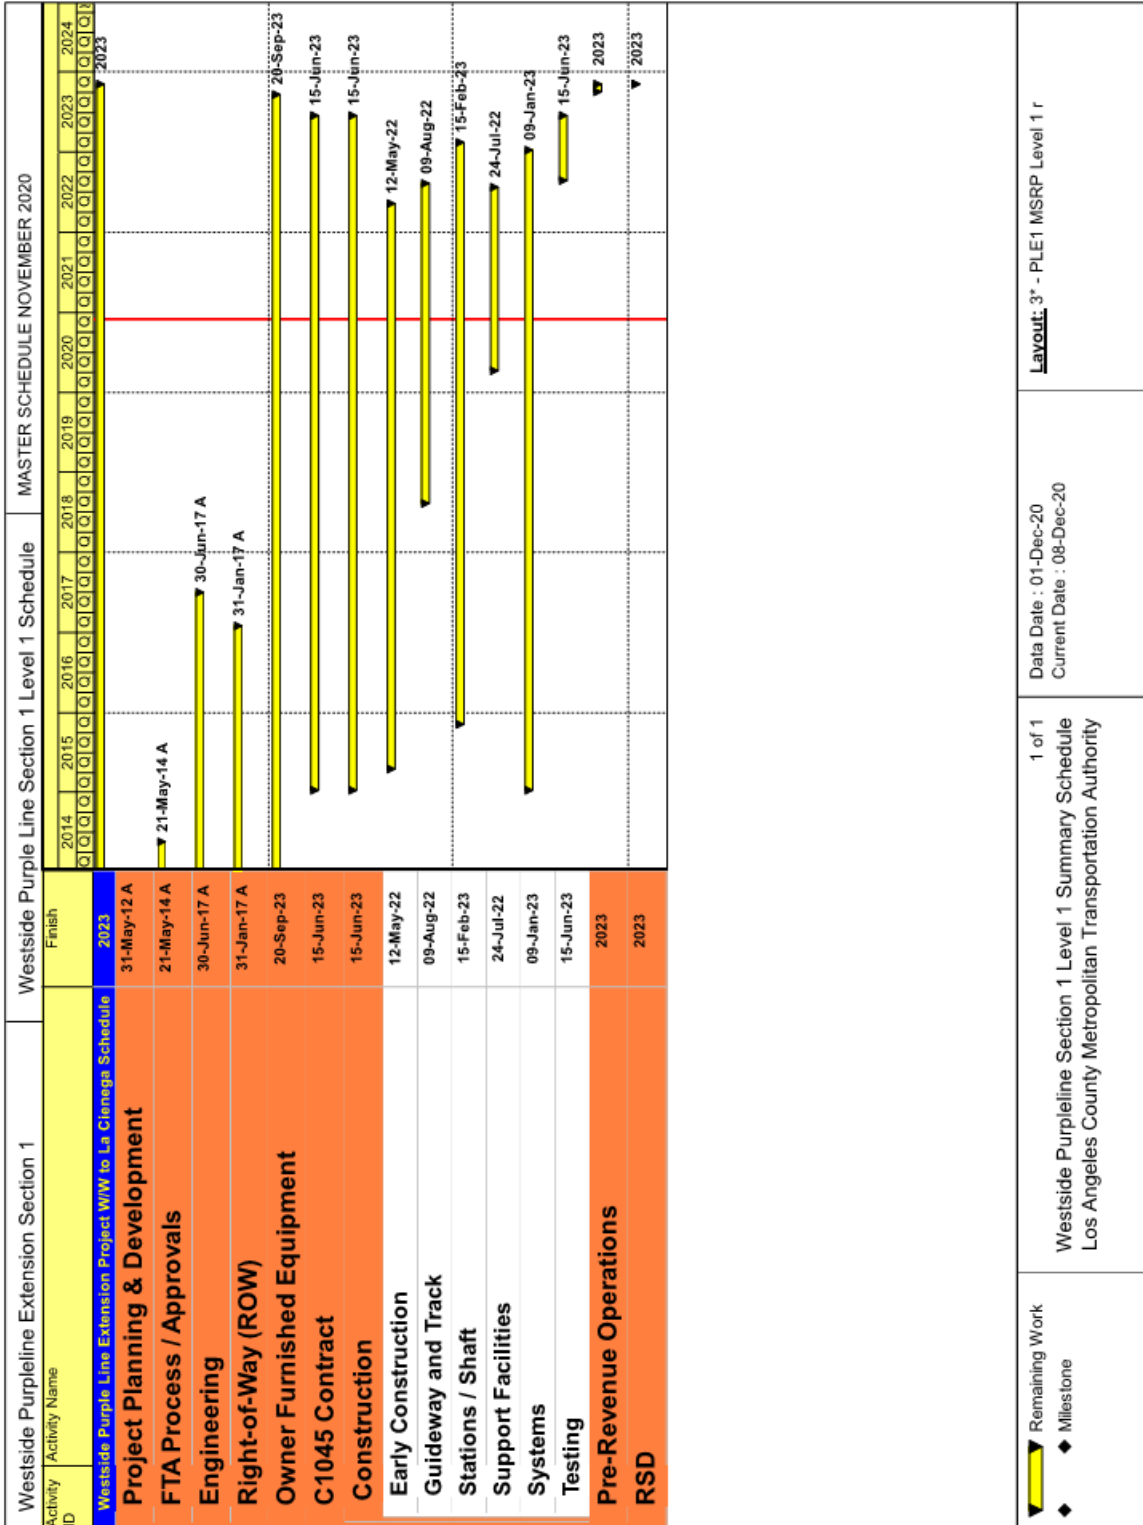 Westside Purpleline Extension Section 1
Westside Purple Line Section 1 Level 1 Schedule
MASTER SCHEDULE NOVEMBER 2020
Activity ID
Activity Name
Finish
2014 2015 2016 2017 2018 2019 2020 2021 2022 2023 2024
Q Q Q Q Q Q Q Q Q Q Q Q Q Q Q Q Q Q Q Q Q Q Q Q Q Q Q Q Q Q Q Q Q Q Q Q Q Q Q Q Q Q Q
Westside Purple Line Extension Project W/W to La Cienega Schedule 2023 2023
Project Planning & Development 31-May-12 A
FTA Process / Approvals 21-May-14 A 21-May-14 A
Engineering 30-Jun-17 A 30-Jun-17 A
Right-of-Way (ROW) 31-Jan-17 A 31-Jan-17 A
Owner Furnished Equipment 20-Sep-23 20-Sep-23
C1045 Contract 15-Jun-23 15-Jun-23
Construction 15-Jun-23 15-Jun-23
Early Construction 12-May-22 12-May-22
Guideway and Track 09-Aug-22 09-Aug-22
Stations / Shaft 15-Feb-23 15-Feb-23
Support Facilities 24-Jul-22 24-Jul-22
Systems 09-Jan-23 09-Jan-23
Testing 15-Jun-23 15-Jun-23
Pre-Revenue Operations 2023 2023
RSD 2023 2023
Remaining Work
Milestone
1 of 1
Westside Purpleline Section 1 Level 1 Summary Schedule
Los Angeles County Metropolitan Transportation Authority
Data Date : 01-Dec-20
Current Date : 08-Dec-20
Layout: 3* - PLE1 MSRP Level 1 r